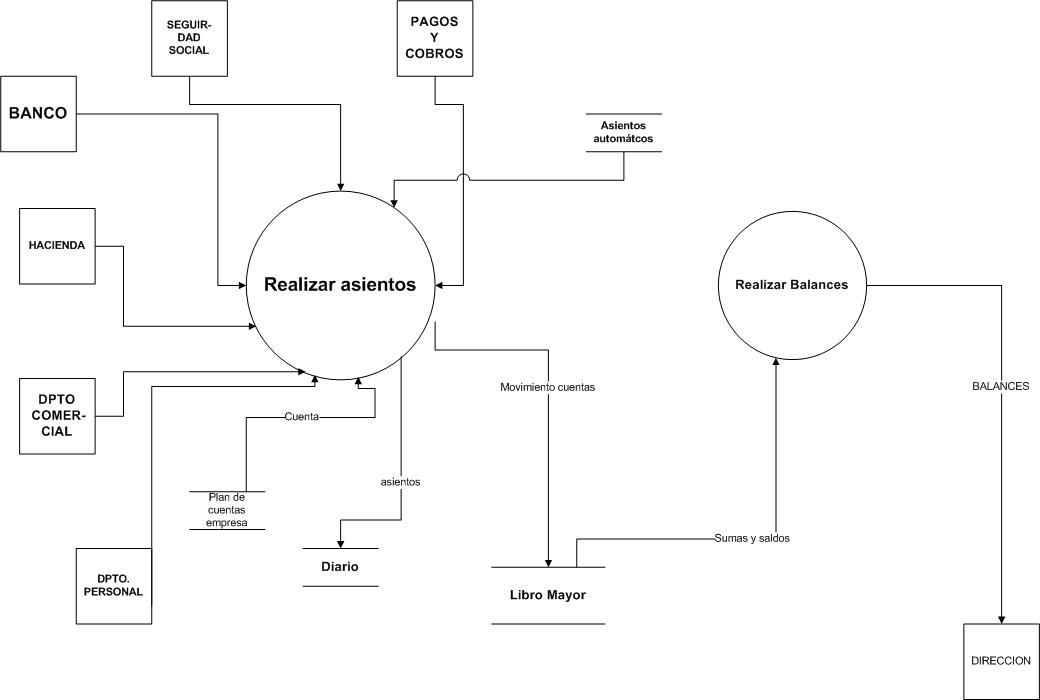 SEGUIR-
DAD
SOCIAL
PAGOS
Y
COBROS
BANCO
Asientos
automátcos
HACIENDA
Realizar asientos
Realizar Balances
DPTO
COMER-
CIAL
Cuenta
Movimiento cuentas
BALANCES
asientos
Plan de
cuentas
empresa
Sumas y saldos
Diario
DPTO.
PERSONAL
Libro Mayor
DIRECCION